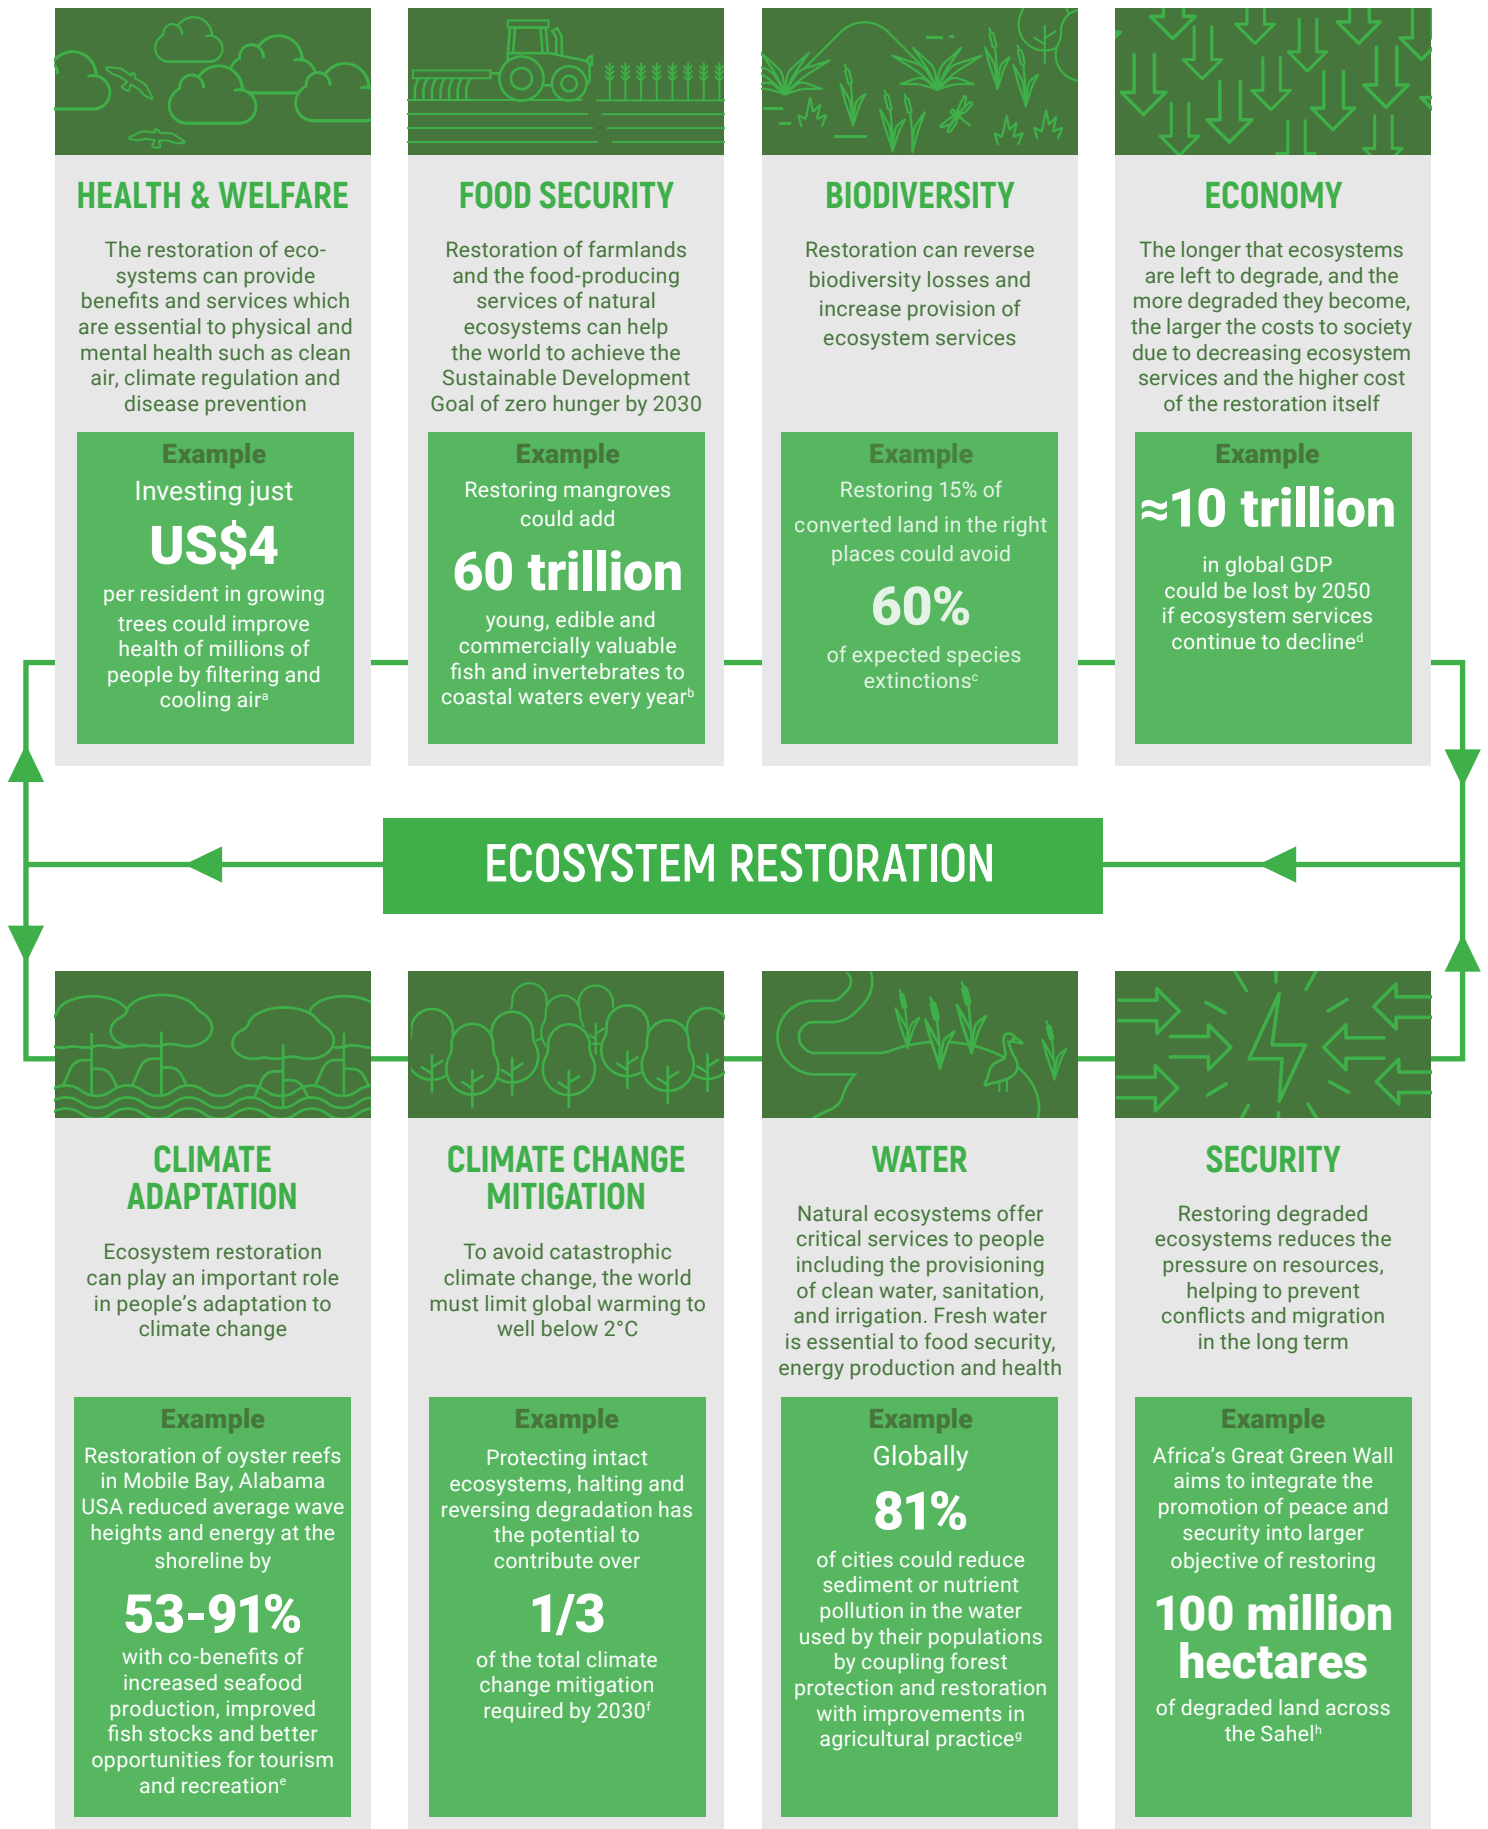 HEALTH & WELFARE
The restoration of eco-
systems can provide
benefits and services which
are essential to physical and
mental health such as clean
air, climate regulation and
disease prevention
Example
Investing just
US$4
per resident in growing
trees could improve
health of millions of
people by filtering and
cooling airᵃ
FOOD SECURITY
Restoration of farmlands
and the food-producing
services of natural
ecosystems can help
the world to achieve the
Sustainable Development
Goal of zero hunger by 2030
Example
Restoring mangroves
could add
60 trillion
young, edible and
commercially valuable
fish and invertebrates to
coastal waters every yearᵇ
BIODIVERSITY
Restoration can reverse
biodiversity losses and
increase provision of
ecosystem services
Example
Restoring 15% of
converted land in the right
places could avoid
60%
of expected species
extinctionsᶜ
ECONOMY
The longer that ecosystems
are left to degrade, and the
more degraded they become,
the larger the costs to society
due to decreasing ecosystem
services and the higher cost
of the restoration itself
Example
≈10 trillion
in global GDP
could be lost by 2050
if ecosystem services
continue to declineᵈ
ECOSYSTEM RESTORATION
CLIMATE
ADAPTATION
Ecosystem restoration
can play an important role
in people’s adaptation to
climate change
Example
Restoration of oyster reefs
in Mobile Bay, Alabama
USA reduced average wave
heights and energy at the
shoreline by
53-91%
with co-benefits of
increased seafood
production, improved
fish stocks and better
opportunities for tourism
and recreationᵉ
CLIMATE CHANGE
MITIGATION
To avoid catastrophic
climate change, the world
must limit global warming to
well below 2°C
Example
Protecting intact
ecosystems, halting and
reversing degradation has
the potential to
contribute over
1/3
of the total climate
change mitigation
required by 2030ᶠ
WATER
Natural ecosystems offer
critical services to people
including the provisioning
of clean water, sanitation,
and irrigation. Fresh water
is essential to food security,
energy production and health
Example
Globally
81%
of cities could reduce
sediment or nutrient
pollution in the water
used by their populations
by coupling forest
protection and restoration
with improvements in
agricultural practiceᵍ
SECURITY
Restoring degraded
ecosystems reduces the
pressure on resources,
helping to prevent
conflicts and migration
in the long term
Example
Africa’s Great Green Wall
aims to integrate the
promotion of peace and
security into larger
objective of restoring
100 million
hectares
of degraded land across
the Sahelʰ